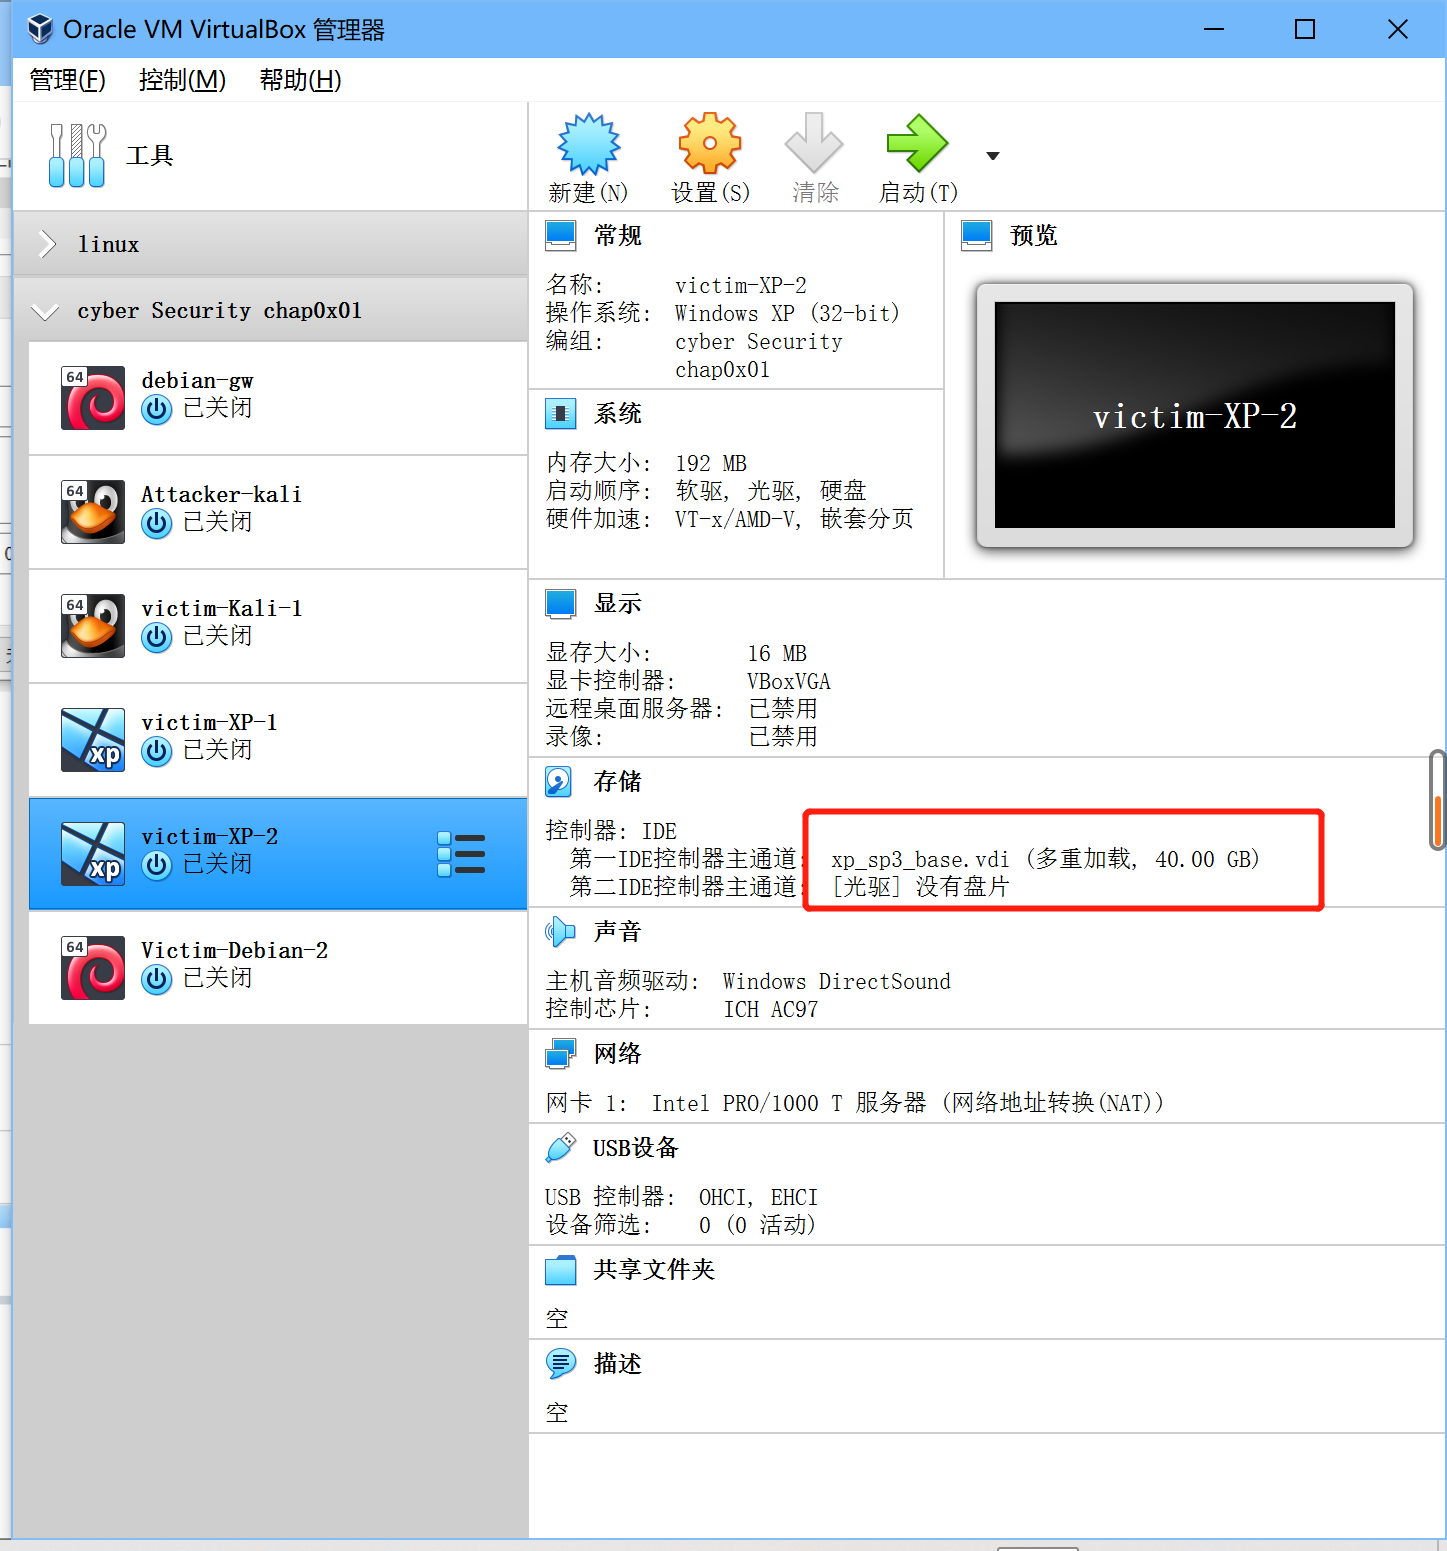 Oracle VM VirtualBox 管理器
管理(F) 控制(M) 帮助(H)
工具
新建(N) 设置(S) 清除 启动(T)
linux
cyber Security chap0x01
64
debian-gw
已关闭
64
Attacker-kali
已关闭
64
victim-Kali-1
已关闭
xp
victim-XP-1
已关闭
xp
victim-XP-2
已关闭
64
Victim-Debian-2
已关闭
常规
名称: victim-XP-2
操作系统: Windows XP (32-bit)
编组: cyber Security
chap0x01
预览
victim-XP-2
系统
内存大小: 192 MB
启动顺序: 软驱, 光驱, 硬盘
硬件加速: VT-x/AMD-V, 嵌套分页
显示
显存大小: 16 MB
显卡控制器: VBoxVGA
远程桌面服务器: 已禁用
录像: 已禁用
存储
控制器: IDE
第一IDE控制器主通道: xp_sp3_base.vdi (多重加载, 40.00 GB)
第二IDE控制器主通道: [光驱] 没有盘片
声音
主机音频驱动: Windows DirectSound
控制芯片: ICH AC97
网络
网卡 1: Intel PRO/1000 T 服务器 (网络地址转换(NAT))
USB设备
USB 控制器: OHCI, EHCI
设备筛选: 0 (0 活动)
共享文件夹
空
描述
空